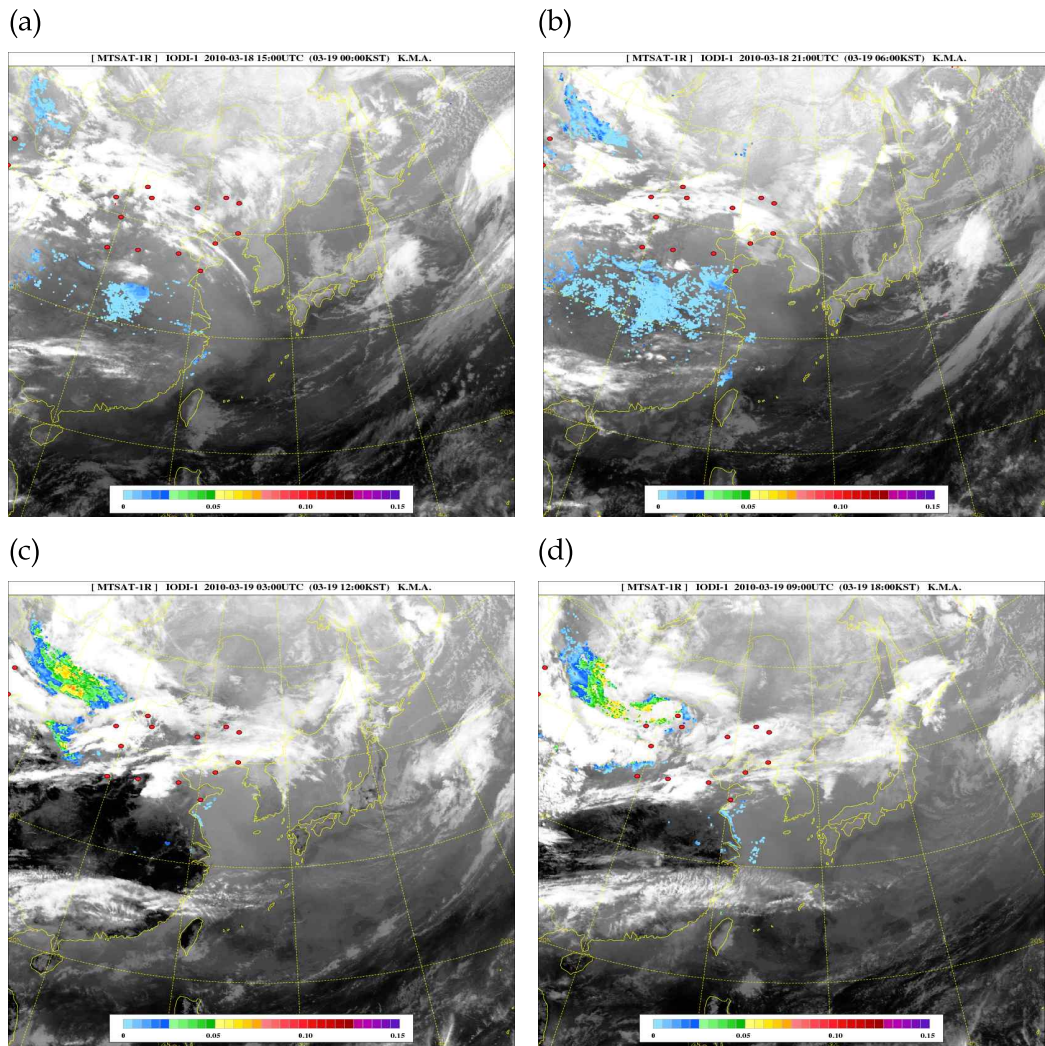 (a)
[ MTSAT-1R ] IODI-1 2010-03-18 15:00UTC (03-19 00:00KST) K.M.A.
0 0.05 0.10 0.15
(b)
[ MTSAT-1R ] IODI-1 2010-03-18 21:00UTC (03-19 06:00KST) K.M.A.
0 0.05 0.10 0.15
(c)
[ MTSAT-1R ] IODI-1 2010-03-19 03:00UTC (03-19 12:00KST) K.M.A.
0 0.05 0.10 0.15
(d)
[ MTSAT-1R ] IODI-1 2010-03-19 09:00UTC (03-19 18:00KST) K.M.A.
0 0.05 0.10 0.15